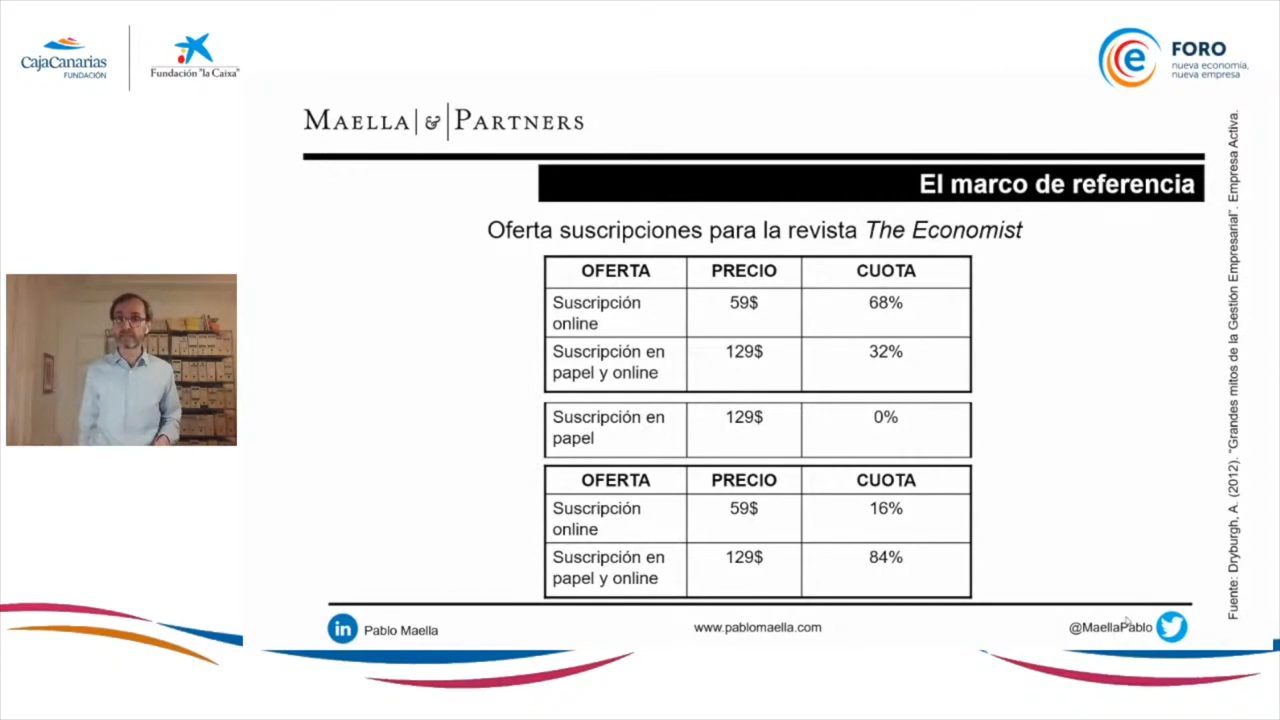 CajaCanarias
FUNDACIÓN
Fundación "la Caixa"
e
FORO
nueva economía,
nueva empresa
MAELLA & PARTNERS
El marco de referencia
Oferta suscripciones para la revista The Economist
OFERTA PRECIO CUOTA
Suscripción 59$ 68%
online
Suscripción en 129$ 32%
papel y online
Suscripción en 129$ 0%
papel
OFERTA PRECIO CUOTA
Suscripción 59$ 16%
online
Suscripción en 129$ 84%
papel y online
Fuente: Dryburgh, A. (2012). "Grandes mitos de la Gestión Empresarial". Empresa Activa.
in Pablo Maella
www.pablomaella.com
@MaellaPablo